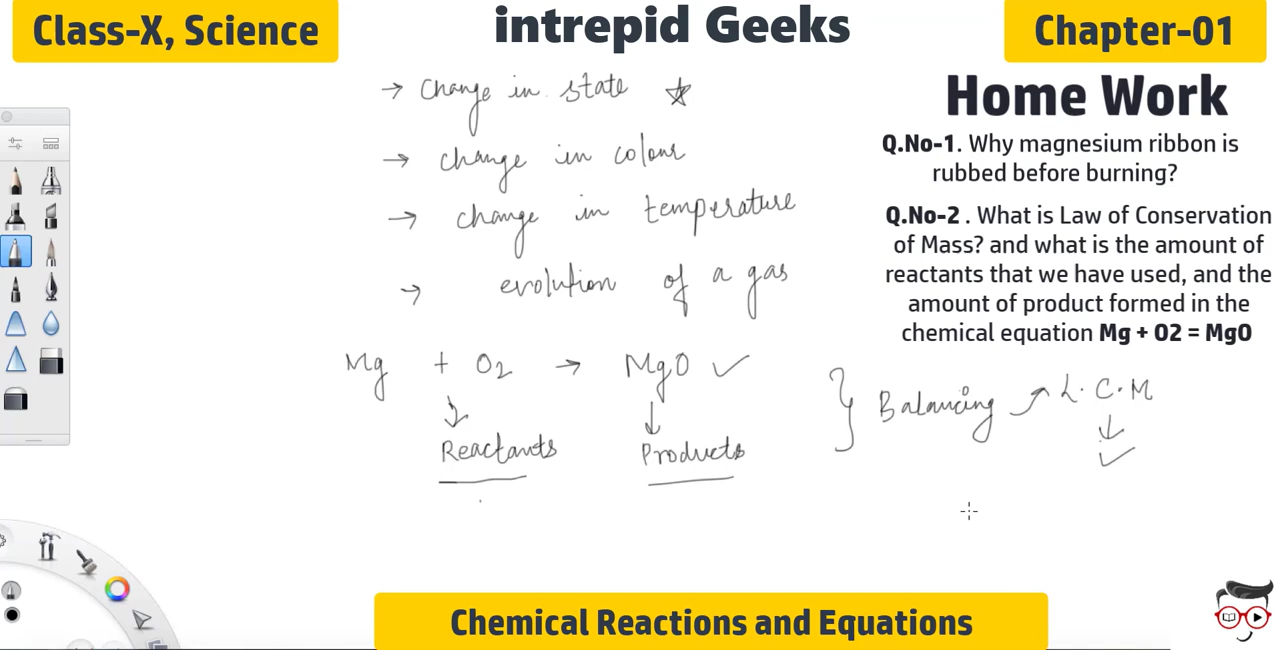 Class-X, Science
intrepid Geeks
Chapter-01
→ Change in state ☆
→ change in colour
→ change in temperature
→ evolution of a gas
Mg + O2 → MgO ✓
Reactants
Products
} Balancing → L.C.M
↓
✓
Home Work
Q.No-1. Why magnesium ribbon is
rubbed before burning?
Q.No-2 . What is Law of Conservation
of Mass? and what is the amount of
reactants that we have used, and the
amount of product formed in the
chemical equation Mg + O2 = MgO
Chemical Reactions and Equations